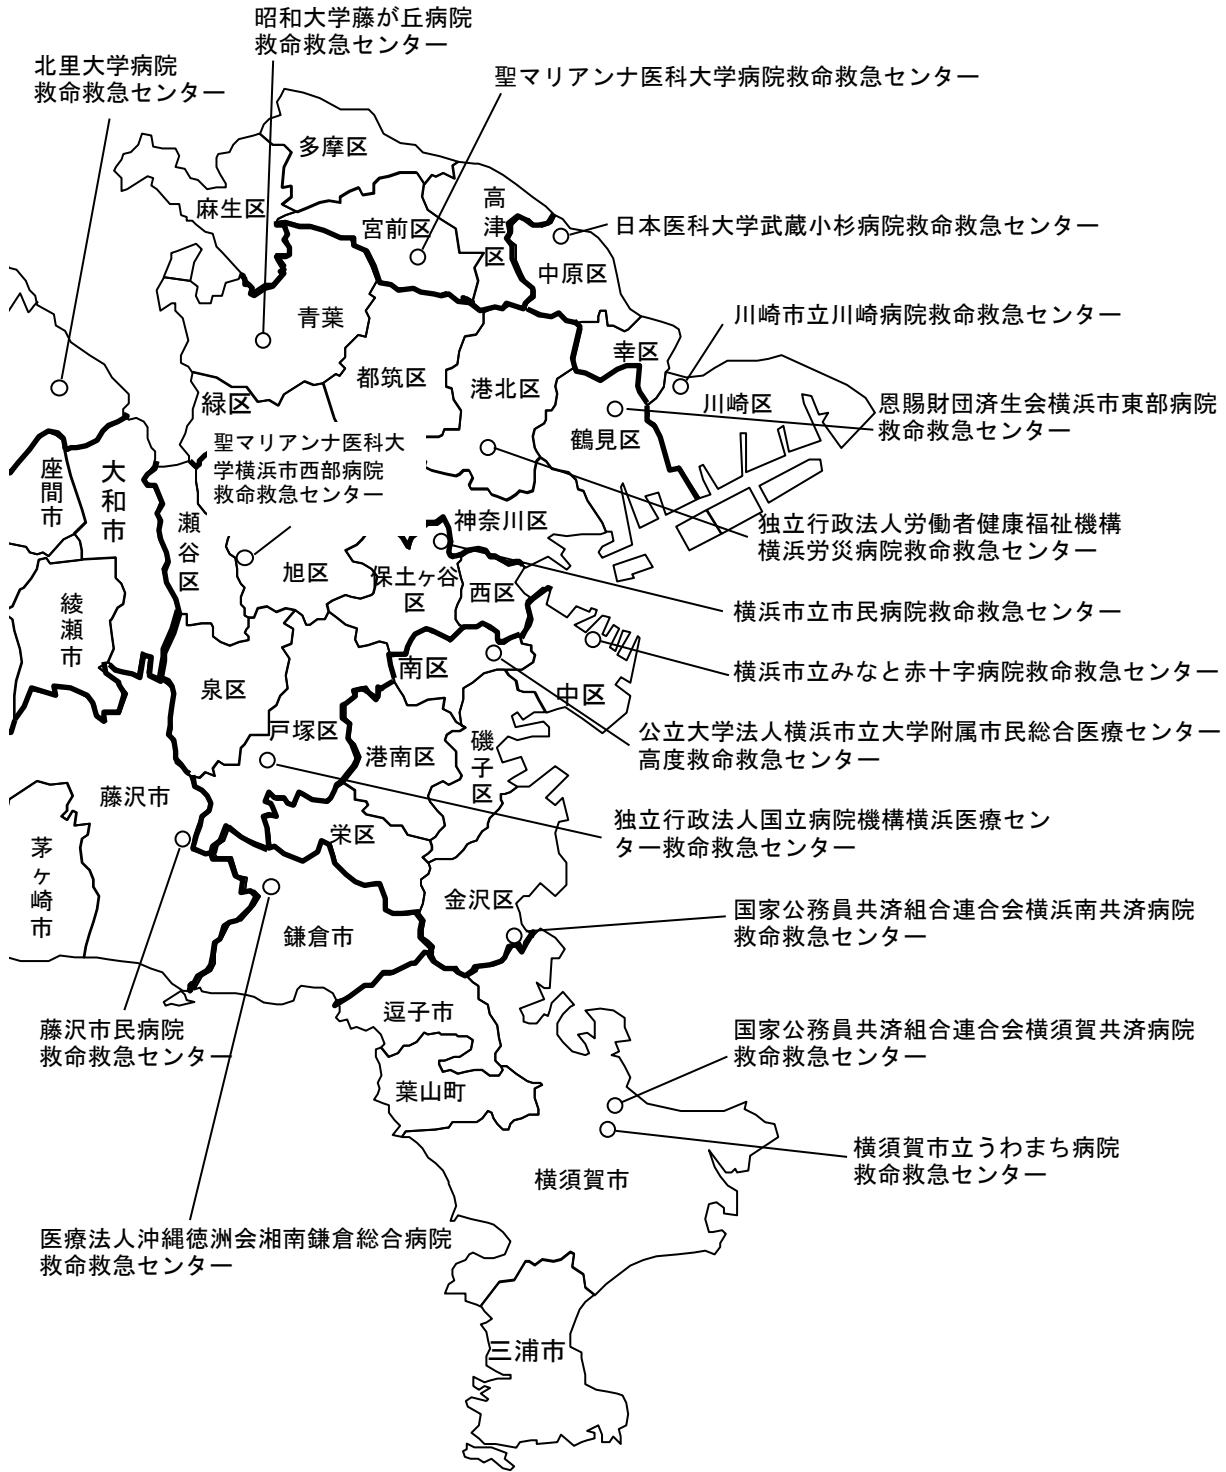 昭和大学藤が丘病院
救命救急センター
北里大学病院
救命救急センター
聖マリアンナ医科大学病院救命救急センター
多摩区
麻生区
宮前区
高津区
日本医科大学武蔵小杉病院救命救急センター
中原区
青葉
川崎市立川崎病院救命救急センター
幸区
都筑区
港北区
緑区
川崎区
恩賜財団済生会横浜市東部病院
救命救急センター
鶴見区
聖マリアンナ医科大
学横浜市西部病院
救命救急センター
座間市
大和市
瀬谷区
神奈川区
独立行政法人労働者健康福祉機構
横浜労災病院救命救急センター
旭区
保土ヶ谷
区
西区
綾瀬市
横浜市立市民病院救命救急センター
南区
横浜市立みなと赤十字病院救命救急センター
泉区
中区
戸塚区
港南区
磯子区
公立大学法人横浜市立大学附属市民総合医療センター
高度救命救急センター
藤沢市
栄区
独立行政法人国立病院機構横浜医療セン
ター救命救急センター
茅ヶ崎市
金沢区
鎌倉市
国家公務員共済組合連合会横浜南共済病院
救命救急センター
逗子市
藤沢市民病院
救命救急センター
国家公務員共済組合連合会横須賀共済病院
救命救急センター
葉山町
横須賀市立うわまち病院
救命救急センター
横須賀市
医療法人沖縄徳洲会湘南鎌倉総合病院
救命救急センター
三浦市